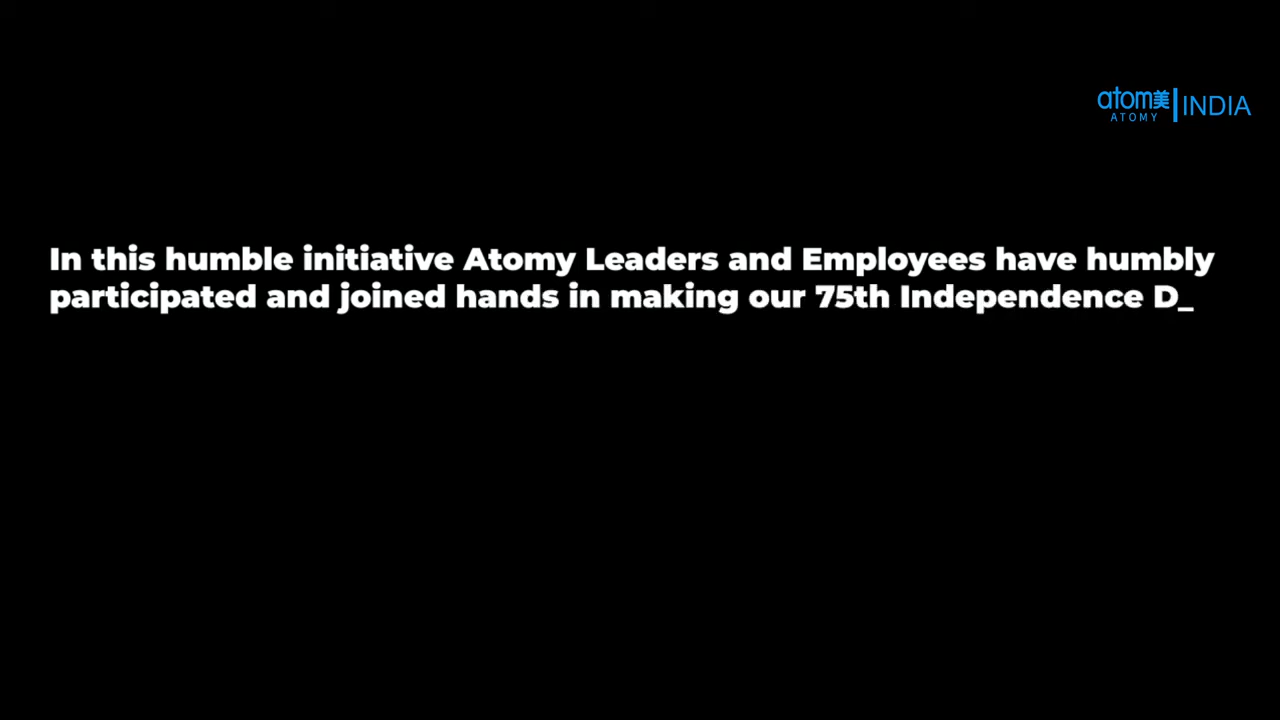 atom美 | INDIA
ATOMY
In this humble initiative Atomy Leaders and Employees have humbly
participated and joined hands in making our 75th Independence D_